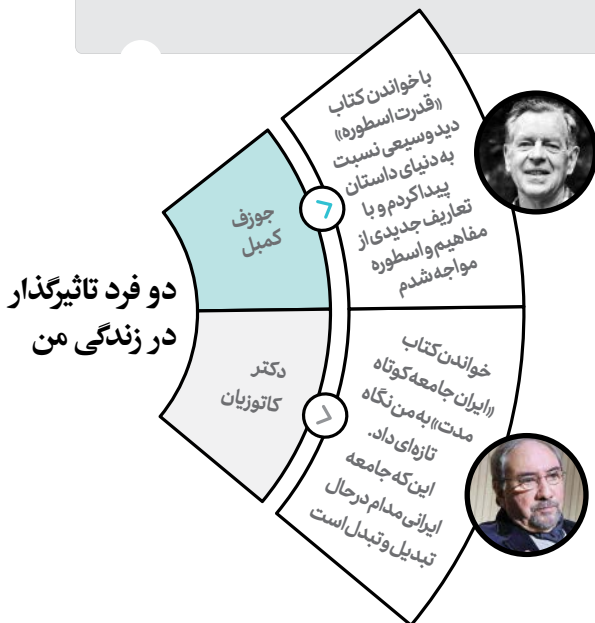 دو فرد تاثیرگذار
در زندگی من
جوزف
کمبل
با خواندن کتاب
«قدرت اسطوره»
دید وسیعی نسبت
به دنیای داستان
پیدا کردم و با
تعاریف جدیدی از
مفاهیم و اسطوره
مواجه شدم
دکتر
کاتوزیان
خواندن کتاب
«ایران جامعه کوتاه
مدت» به من نگاه
تازه‌ای داد.
این که جامعه
ایرانی مدام درحال
تبدیل و تبدل است